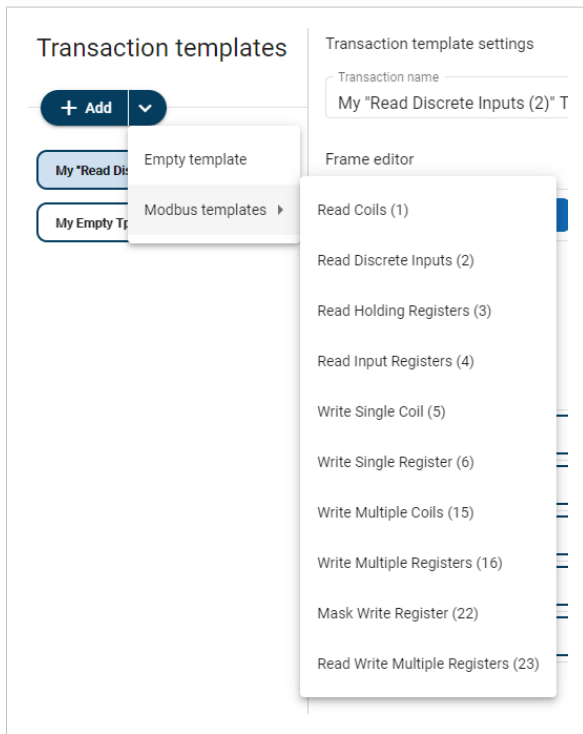 Transaction templates
+ Add
My "Read Dis
My Empty Tp
Empty template
Modbus templates
Transaction template settings
Transaction name
My "Read Discrete Inputs (2)" T
Frame editor
Read Coils (1)
Read Discrete Inputs (2)
Read Holding Registers (3)
Read Input Registers (4)
Write Single Coil (5)
Write Single Register (6)
Write Multiple Coils (15)
Write Multiple Registers (16)
Mask Write Register (22)
Read Write Multiple Registers (23)